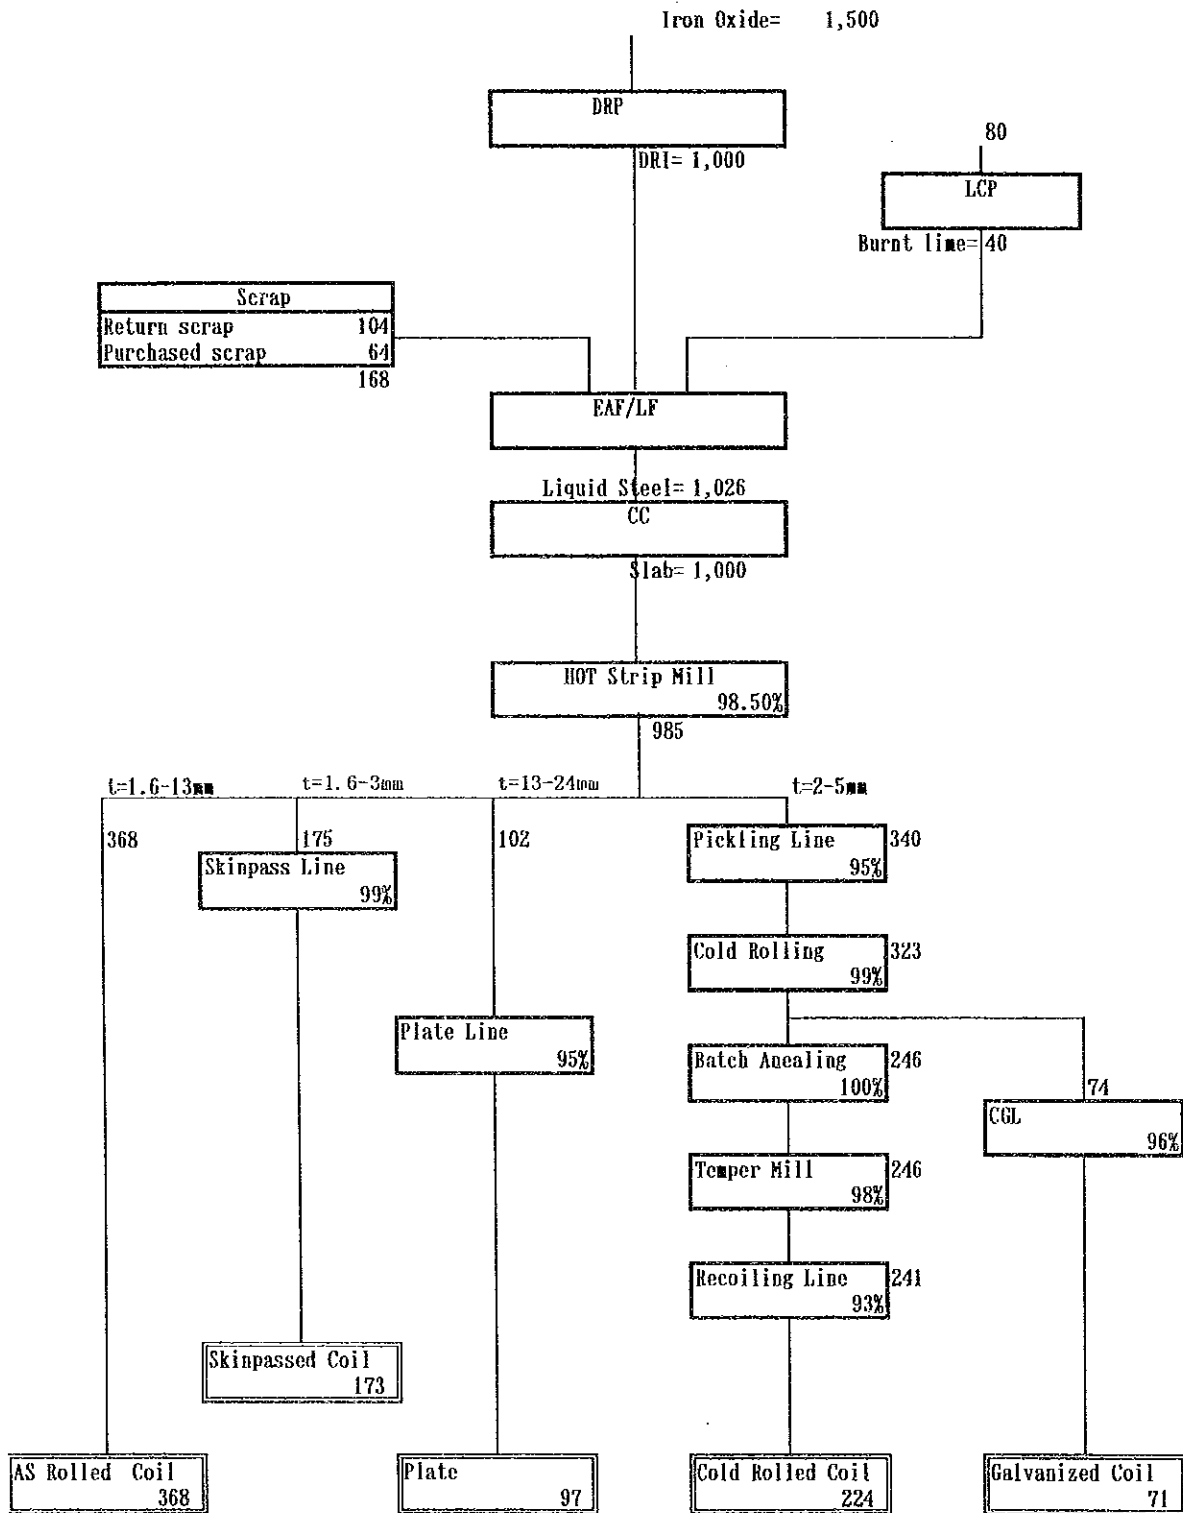 Iron Oxide= 1,500
DRP
DRI= 1,000
80
LCP
Burnt lime= 40
Scrap
Return scrap 104
Purchased scrap 64
168
EAF/LF
Liquid Steel= 1,026
CC
Slab= 1,000
HOT Strip Mill
98.50%
985
t=1.6-13mm t=1.6-3mm t=13-24mm t=2-5mm
368 175 102
Pickling Line 340
95%
Skinpass Line
99%
Cold Rolling 323
99%
Plate Line
95%
Batch Anealing 246
100%
74
CGL
96%
Temper Mill 246
98%
Recoiling Line 241
93%
Skinpassed Coil
173
AS Rolled Coil
368
Plate
97
Cold Rolled Coil
224
Galvanized Coil
71